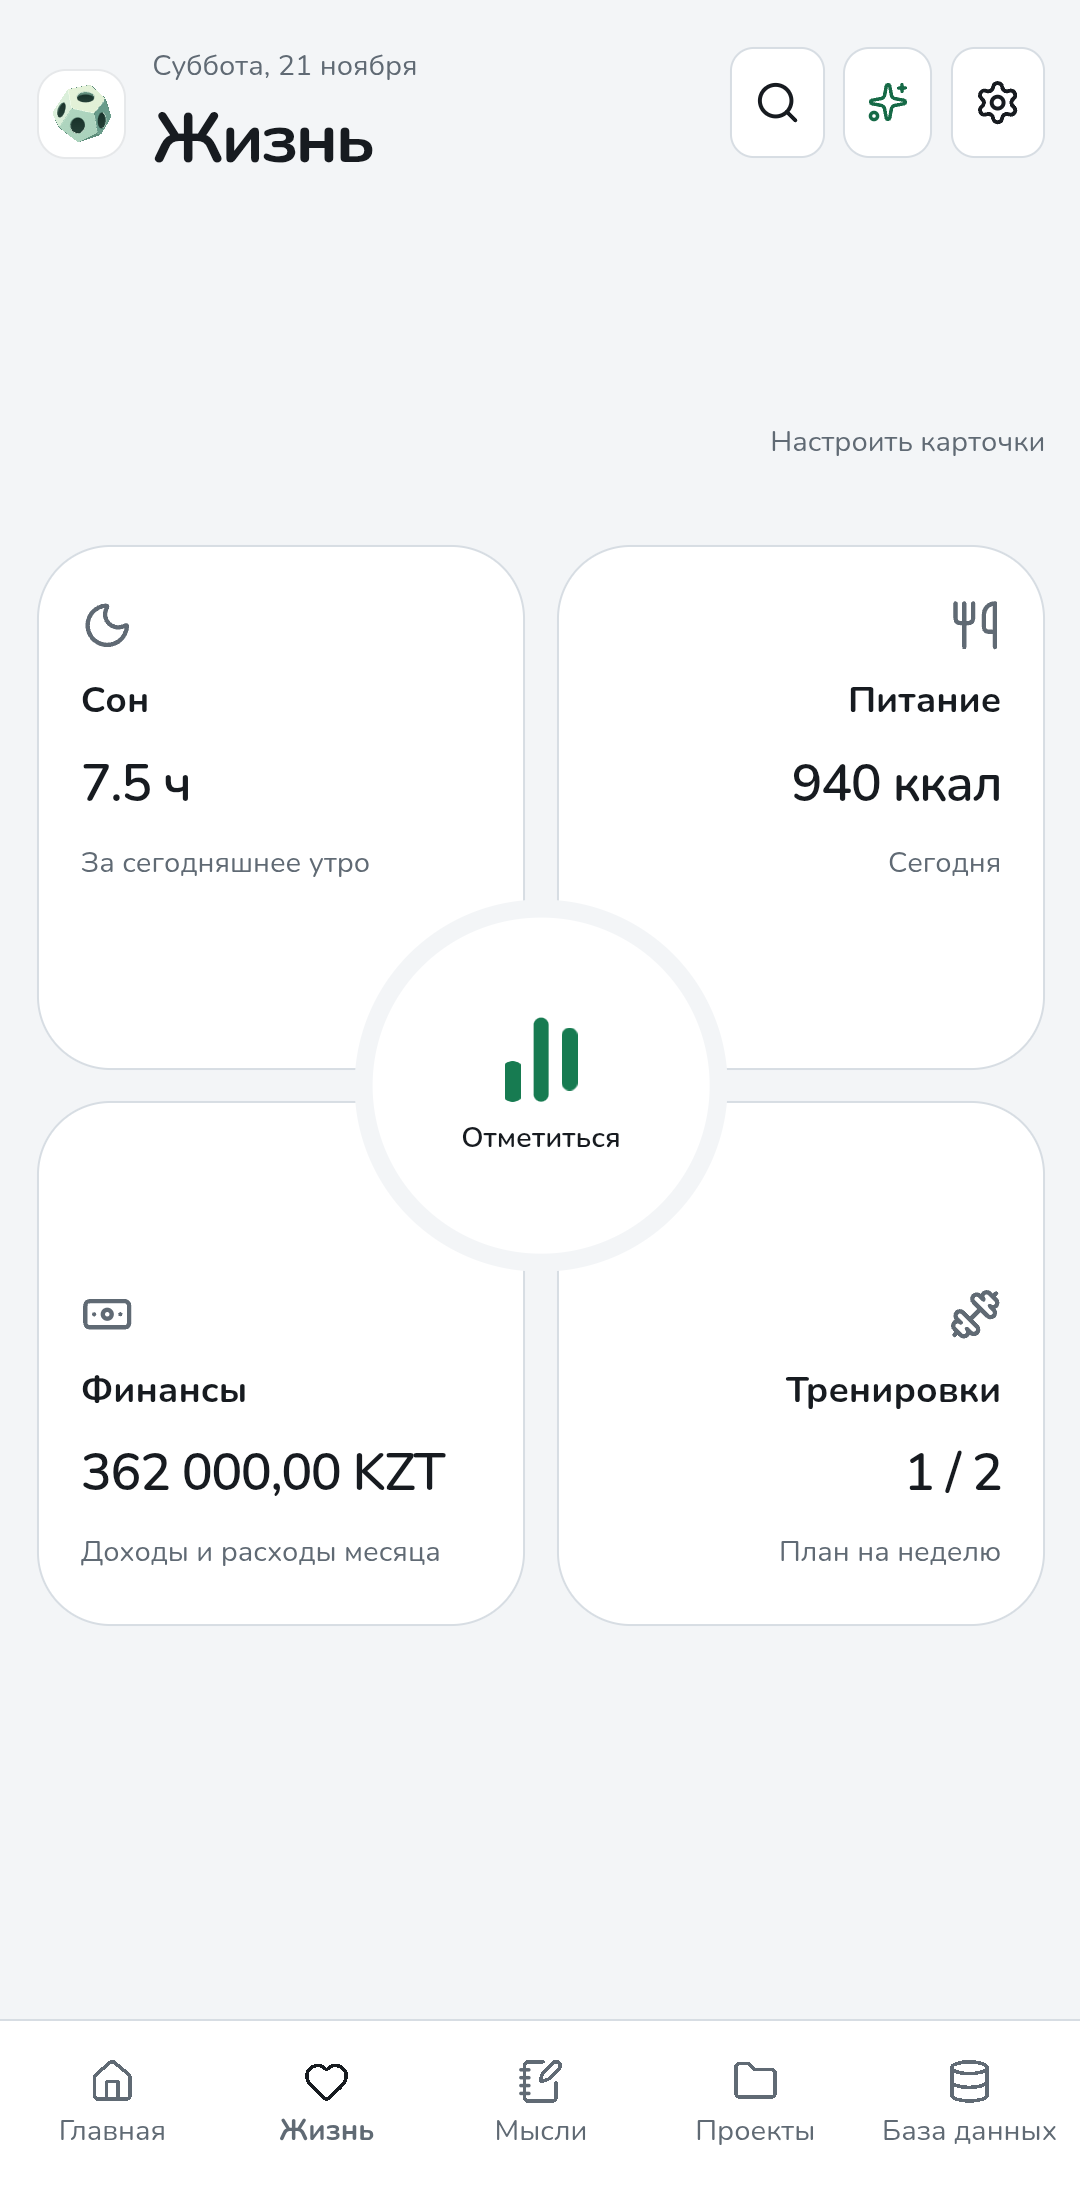 Суббота, 21 ноября
Жизнь
Настроить карточки
Сон
7.5 ч
За сегодняшнее утро
Питание
940 ккал
Сегодня
Отметиться
Финансы
362 000,00 KZT
Доходы и расходы месяца
Тренировки
1 / 2
План на неделю
Главная
Жизнь
Мысли
Проекты
База данных